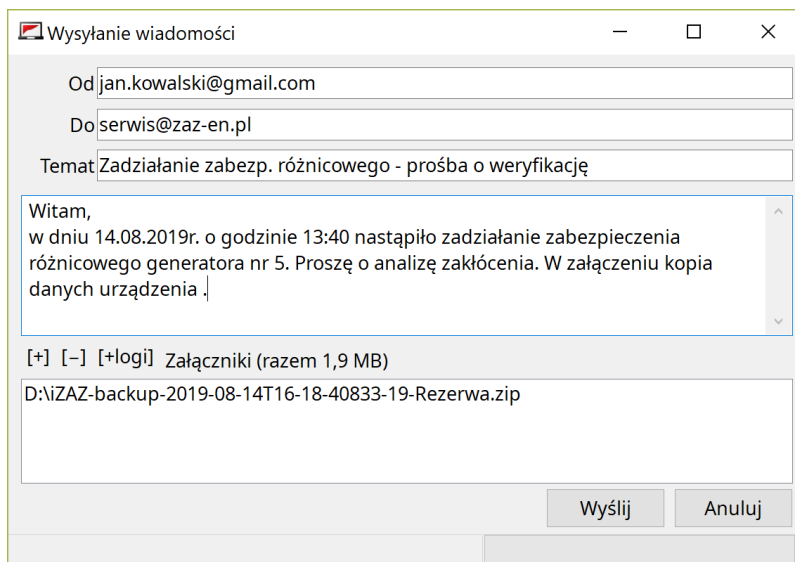 Wysyłanie wiadomości
Od jan.kowalski@gmail.com
Do serwis@zaz-en.pl
Temat Zadziałanie zabezp. różnicowego - prośba o weryfikację
Witam,
w dniu 14.08.2019r. o godzinie 13:40 nastąpiło zadziałanie zabezpieczenia
różnicowego generatora nr 5. Proszę o analizę zakłócenia. W załączeniu kopia
danych urządzenia .
[+] [−] [+logi] Załączniki (razem 1,9 MB)
D:\iZAZ-backup-2019-08-14T16-18-40833-19-Rezerwa.zip
Wyślij Anuluj